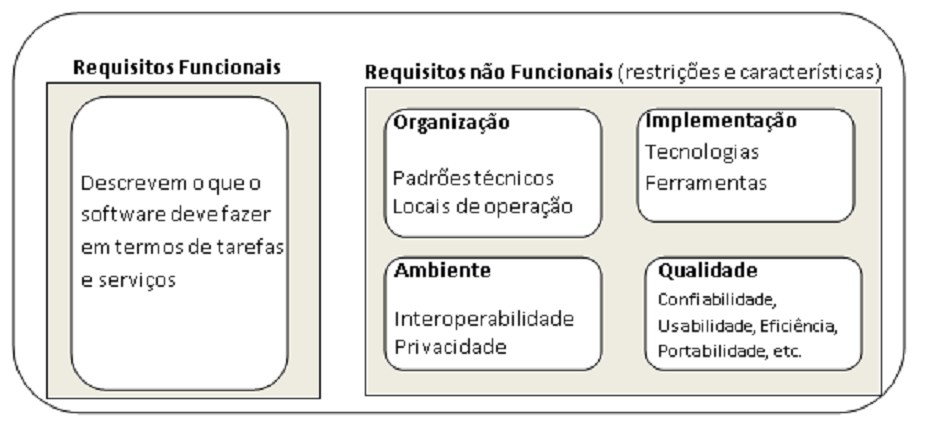 Requisitos Funcionais
Descrevem o que o
software deve fazer
em termos de tarefas
e serviços
Requisitos não Funcionais (restrições e características)
Organização
Padrões técnicos
Locais de operação
Implementação
Tecnologias
Ferramentas
Ambiente
Interoperabilidade
Privacidade
Qualidade
Confiabilidade,
Usabilidade, Eficiência,
Portabilidade, etc.